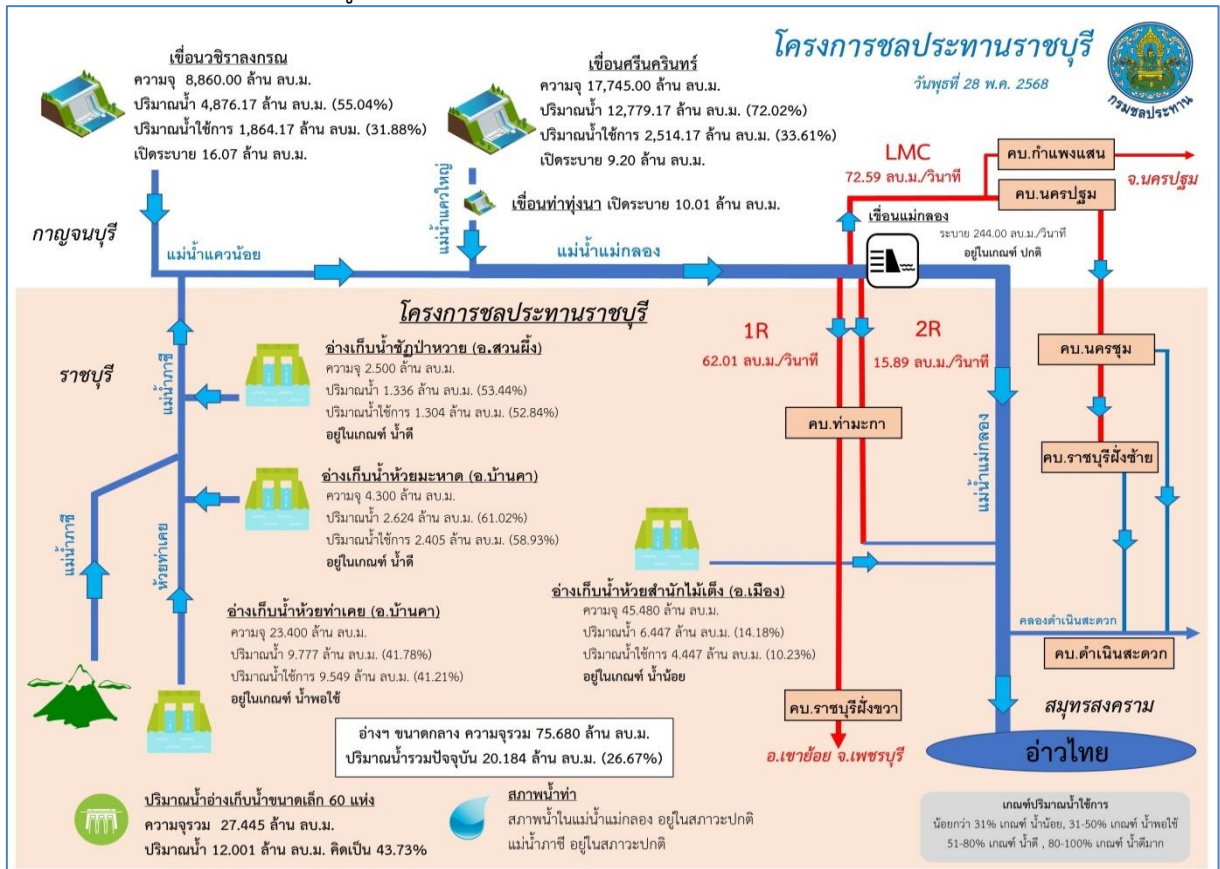 โครงการชลประทานราชบุรี
วันพุธที่ 28 พ.ค. 2568
กรมชลประทาน
เขื่อนวชิราลงกรณ
ความจุ 8,860.00 ล้าน ลบ.ม.
ปริมาณน้ำ 4,876.17 ล้าน ลบ.ม. (55.04%)
ปริมาณน้ำใช้การ 1,864.17 ล้าน ลบม. (31.88%)
เปิดระบาย 16.07 ล้าน ลบ.ม.
เขื่อนศรีนครินทร์
ความจุ 17,745.00 ล้าน ลบ.ม.
ปริมาณน้ำ 12,779.17 ล้าน ลบ.ม. (72.02%)
ปริมาณน้ำใช้การ 2,514.17 ล้าน ลบ.ม. (33.61%)
เปิดระบาย 9.20 ล้าน ลบ.ม.
เขื่อนท่าทุ่งนา เปิดระบาย 10.01 ล้าน ลบ.ม.
LMC
72.59 ลบ.ม./วินาที
คบ.กำแพงแสน
จ.นครปฐม
คบ.นครปฐม
เขื่อนแม่กลอง
ระบาย 244.00 ลบ.ม./วินาที
อยู่ในเกณฑ์ ปกติ
กาญจนบุรี
แม่น้ำแควน้อย
แม่น้ำแควใหญ่
แม่น้ำแม่กลอง
โครงการชลประทานราชบุรี
ราชบุรี
แม่น้ำภาชี
อ่างเก็บน้ำชัฏป่าหวาย (อ.สวนผึ้ง)
ความจุ 2.500 ล้าน ลบ.ม.
ปริมาณน้ำ 1.336 ล้าน ลบ.ม. (53.44%)
ปริมาณน้ำใช้การ 1.304 ล้าน ลบ.ม. (52.84%)
อยู่ในเกณฑ์ น้ำดี
1R
62.01 ลบ.ม./วินาที
2R
15.89 ลบ.ม./วินาที
คบ.ท่ามะกา
คบ.นครชุม
คบ.ราชบุรีฝั่งซ้าย
แม่น้ำแม่กลอง
อ่างเก็บน้ำห้วยมะหาด (อ.บ้านคา)
ความจุ 4.300 ล้าน ลบ.ม.
ปริมาณน้ำ 2.624 ล้าน ลบ.ม. (61.02%)
ปริมาณน้ำใช้การ 2.405 ล้าน ลบ.ม. (58.93%)
อยู่ในเกณฑ์ น้ำดี
แม่น้ำภาชี
ห้วยท่าเคย
อ่างเก็บน้ำห้วยท่าเคย (อ.บ้านคา)
ความจุ 23.400 ล้าน ลบ.ม.
ปริมาณน้ำ 9.777 ล้าน ลบ.ม. (41.78%)
ปริมาณน้ำใช้การ 9.549 ล้าน ลบ.ม. (41.21%)
อยู่ในเกณฑ์ น้ำพอใช้
อ่างเก็บน้ำห้วยสำนักไม้เต็ง (อ.เมือง)
ความจุ 45.480 ล้าน ลบ.ม.
ปริมาณน้ำ 6.447 ล้าน ลบ.ม. (14.18%)
ปริมาณน้ำใช้การ 4.447 ล้าน ลบ.ม. (10.23%)
อยู่ในเกณฑ์ น้ำน้อย
คลองดำเนินสะดวก
คบ.ดำเนินสะดวก
คบ.ราชบุรีฝั่งขวา
อ.เขาย้อย จ.เพชรบุรี
สมุทรสงคราม
อ่าวไทย
อ่างฯ ขนาดกลาง ความจุรวม 75.680 ล้าน ลบ.ม.
ปริมาณน้ำรวมปัจจุบัน 20.184 ล้าน ลบ.ม. (26.67%)
ปริมาณน้ำอ่างเก็บน้ำขนาดเล็ก 60 แห่ง
ความจุรวม 27.445 ล้าน ลบ.ม.
ปริมาณน้ำ 12.001 ล้าน ลบ.ม. คิดเป็น 43.73%
สภาพน้ำท่า
สภาพน้ำในแม่น้ำแม่กลอง อยู่ในสภาวะปกติ
แม่น้ำภาชี อยู่ในสภาวะปกติ
เกณฑ์ปริมาณน้ำใช้การ
น้อยกว่า 31% เกณฑ์ น้ำน้อย, 31-50% เกณฑ์ น้ำพอใช้
51-80% เกณฑ์ น้ำดี , 80-100% เกณฑ์ น้ำดีมาก